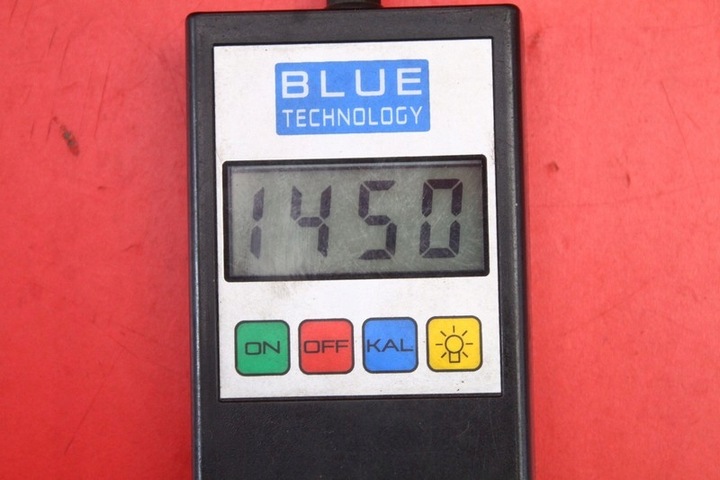 BLUE
TECHNOLOGY
1450
ON OFF KAL